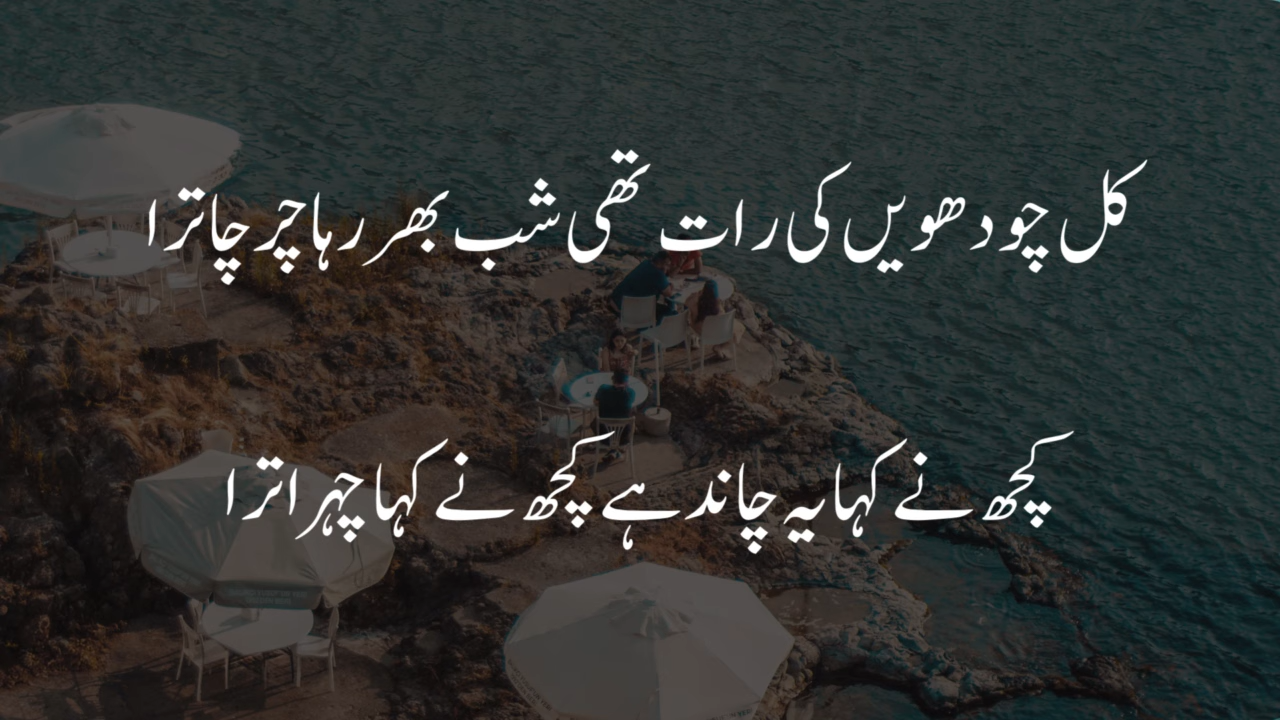 کل چودھویں کی رات تھی شب بھر رہا چرچا ترا
کچھ نے کہا یہ چاند ہے کچھ نے کہا چہرا ترا